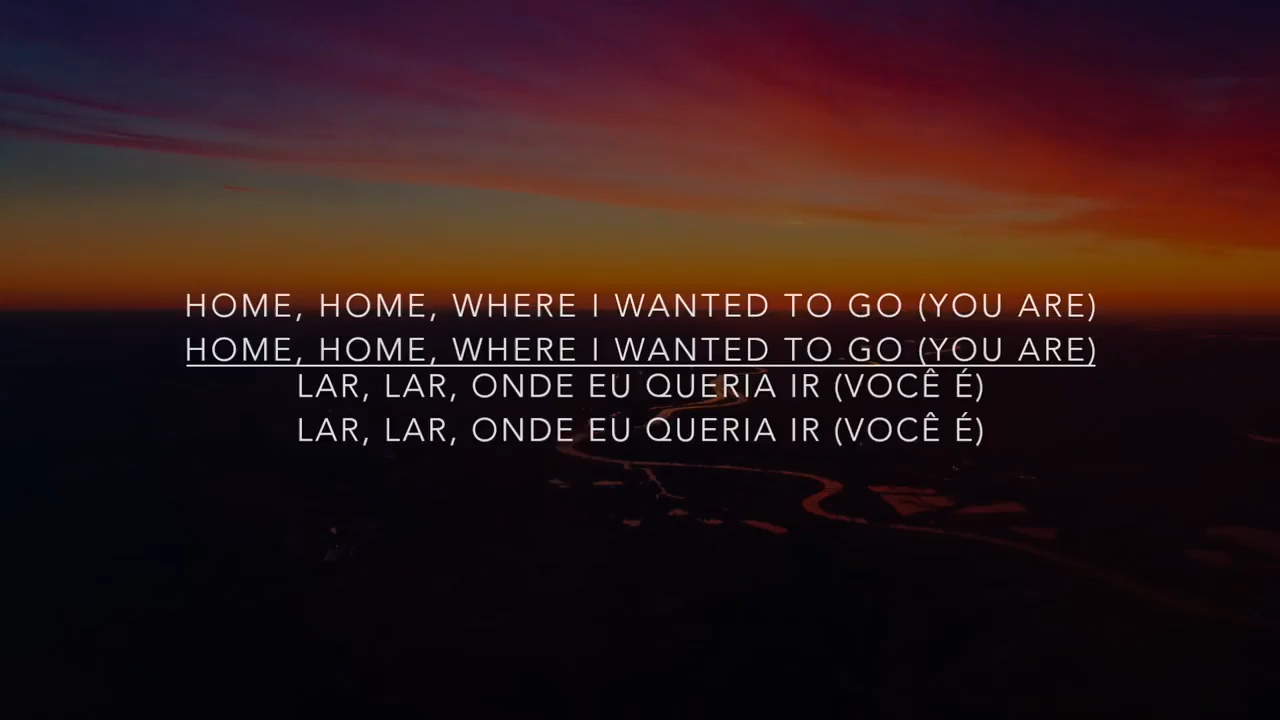 HOME, HOME, WHERE I WANTED TO GO (YOU ARE)
HOME, HOME, WHERE I WANTED TO GO (YOU ARE)
LAR, LAR, ONDE EU QUERIA IR (VOCÊ É)
LAR, LAR, ONDE EU QUERIA IR (VOCÊ É)